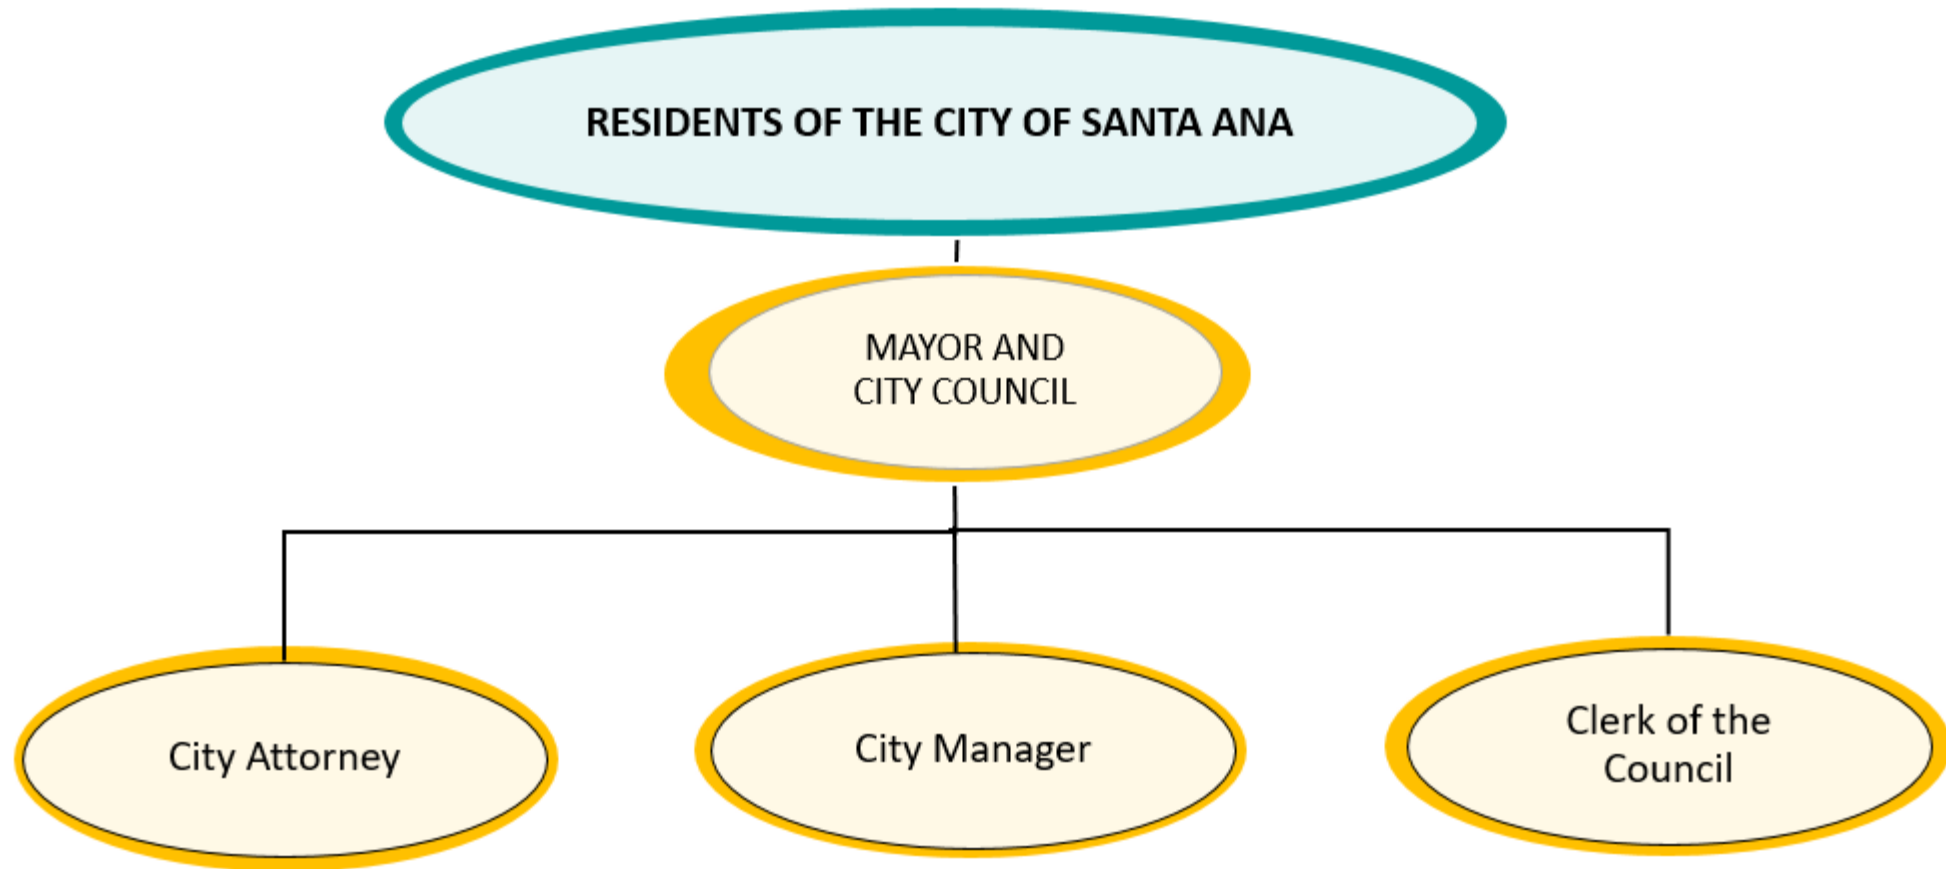 RESIDENTS OF THE CITY OF SANTA ANA
MAYOR AND
CITY COUNCIL
City Attorney
City Manager
Clerk of the
Council